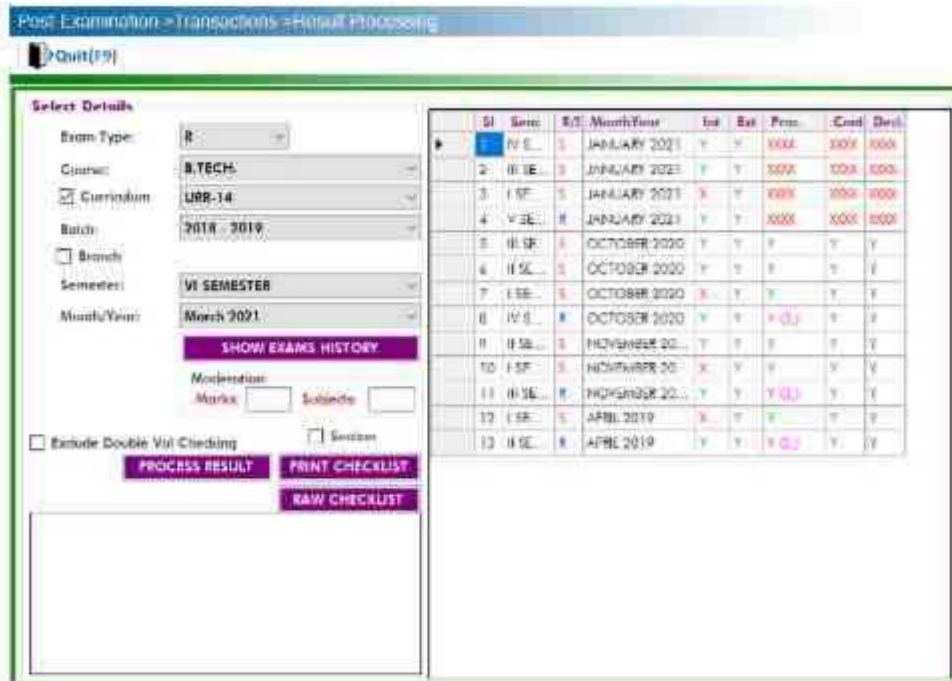 Post Examination >Transactions >Result Processing
Quit(F9)
Select Details
Exam Type: R
Course: B.TECH.
Curriculum URR-14
Batch: 2018 - 2019
Branch
Semester: VI SEMESTER
Month/Year: March 2021
SHOW EXAMS HISTORY
Moderation:
Marks Subjects
Exclude Double Val Checking Section
PROCESS RESULT PRINT CHECKLIST
RAW CHECKLIST
Sl Sem R/S Month/Year Int Ext Proc. Cond Decl.
1 IV S... S JANUARY 2021 Y Y XXXX XXXX XXXX
2 III SE... S JANUARY 2021 Y Y XXXX XXXX XXXX
3 I SE... S JANUARY 2021 X Y XXXX XXXX XXXX
4 V SE... R JANUARY 2021 Y Y XXXX XXXX XXXX
5 III SE... S OCTOBER 2020 Y Y Y Y Y
6 II SE... S OCTOBER 2020 Y Y Y Y Y
7 I SE... S OCTOBER 2020 X Y Y Y Y
8 IV S... R OCTOBER 2020 Y Y Y Y Y
9 II SE... S NOVEMBER 20... Y Y Y Y Y
10 I SE... S NOVEMBER 20... X Y Y Y Y
11 III SE... R NOVEMBER 20... Y Y Y Y Y
12 I SE... S APRIL 2019 X Y Y Y Y
13 II SE... R APRIL 2019 Y Y Y Y Y